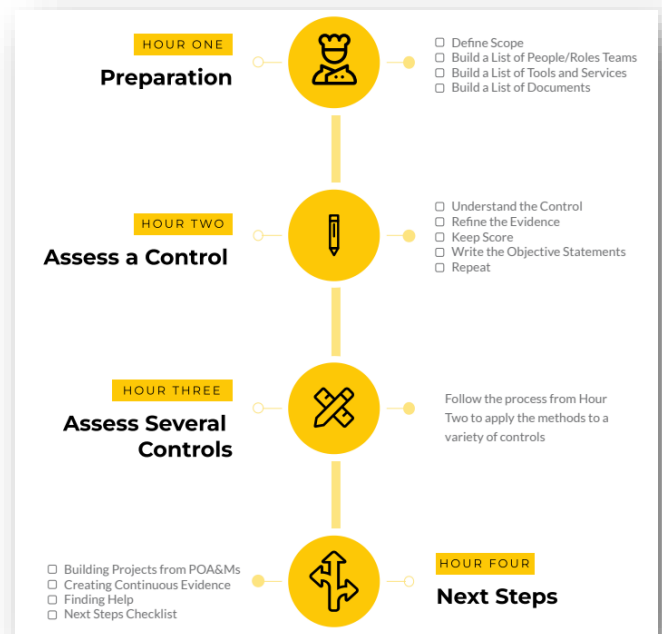 HOUR ONE
Preparation
Define Scope
Build a List of People/Roles Teams
Build a List of Tools and Services
Build a List of Documents
HOUR TWO
Assess a Control
Understand the Control
Refine the Evidence
Keep Score
Write the Objective Statements
Repeat
HOUR THREE
Assess Several
Controls
Follow the process from Hour
Two to apply the methods to a
variety of controls
HOUR FOUR
Next Steps
Building Projects from POA&Ms
Creating Continuous Evidence
Finding Help
Next Steps Checklist